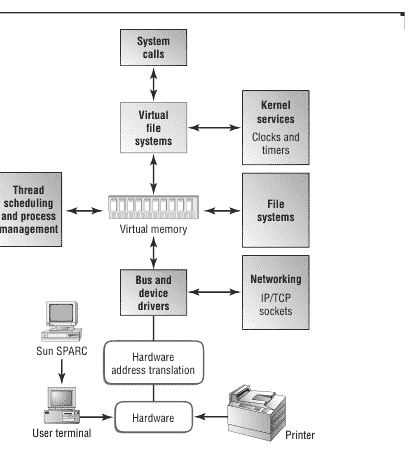 System
calls
Virtual
file
systems
Kernel
services
Clocks and
timers
Thread
scheduling
and process
management
Virtual memory
File
systems
Bus and
device
drivers
Networking
IP/TCP
sockets
Sun SPARC
Hardware
address translation
User terminal
Hardware
Printer